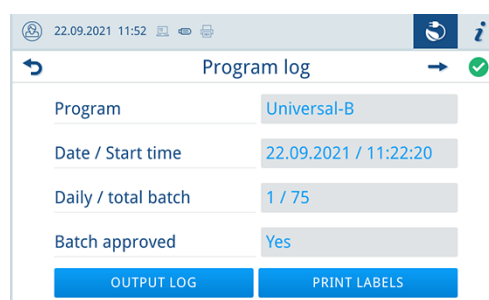 22.09.2021 11:52
i
Program log
Program Universal-B
Date / Start time 22.09.2021 / 11:22:20
Daily / total batch 1 / 75
Batch approved Yes
OUTPUT LOG PRINT LABELS